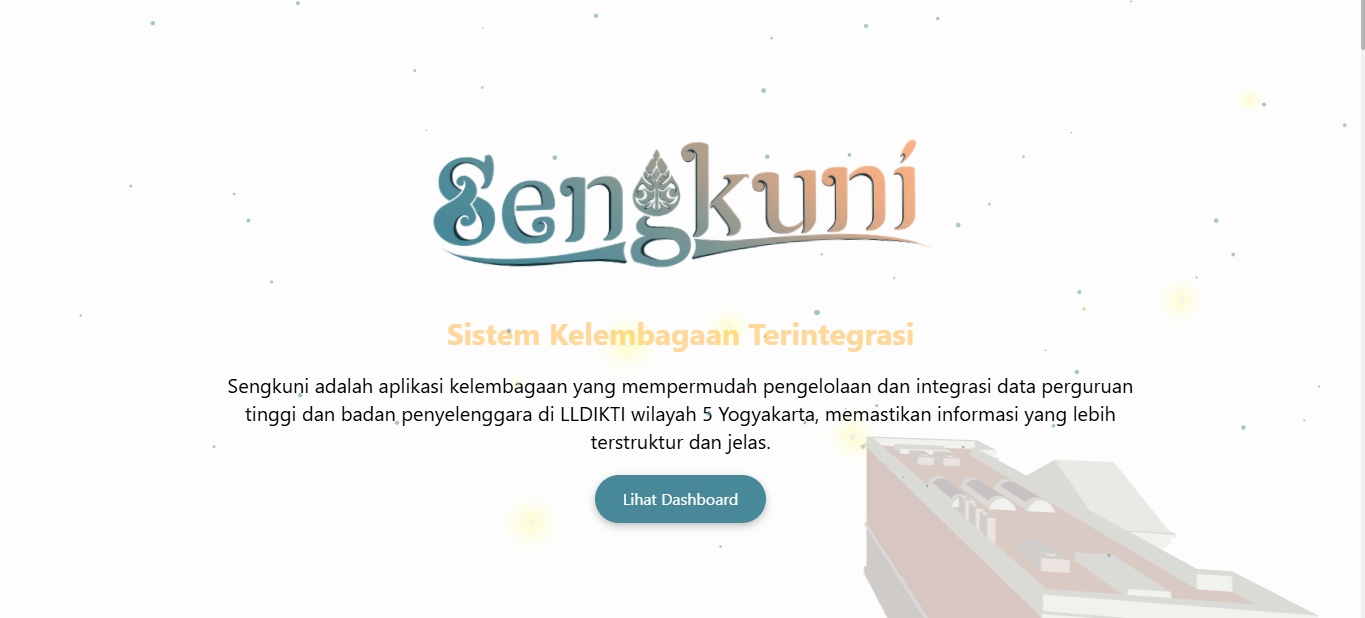 Sengkuni
Sistem Kelembagaan Terintegrasi
Sengkuni adalah aplikasi kelembagaan yang mempermudah pengelolaan dan integrasi data perguruan
tinggi dan badan penyelenggara di LLDIKTI wilayah 5 Yogyakarta, memastikan informasi yang lebih
terstruktur dan jelas.
Lihat Dashboard